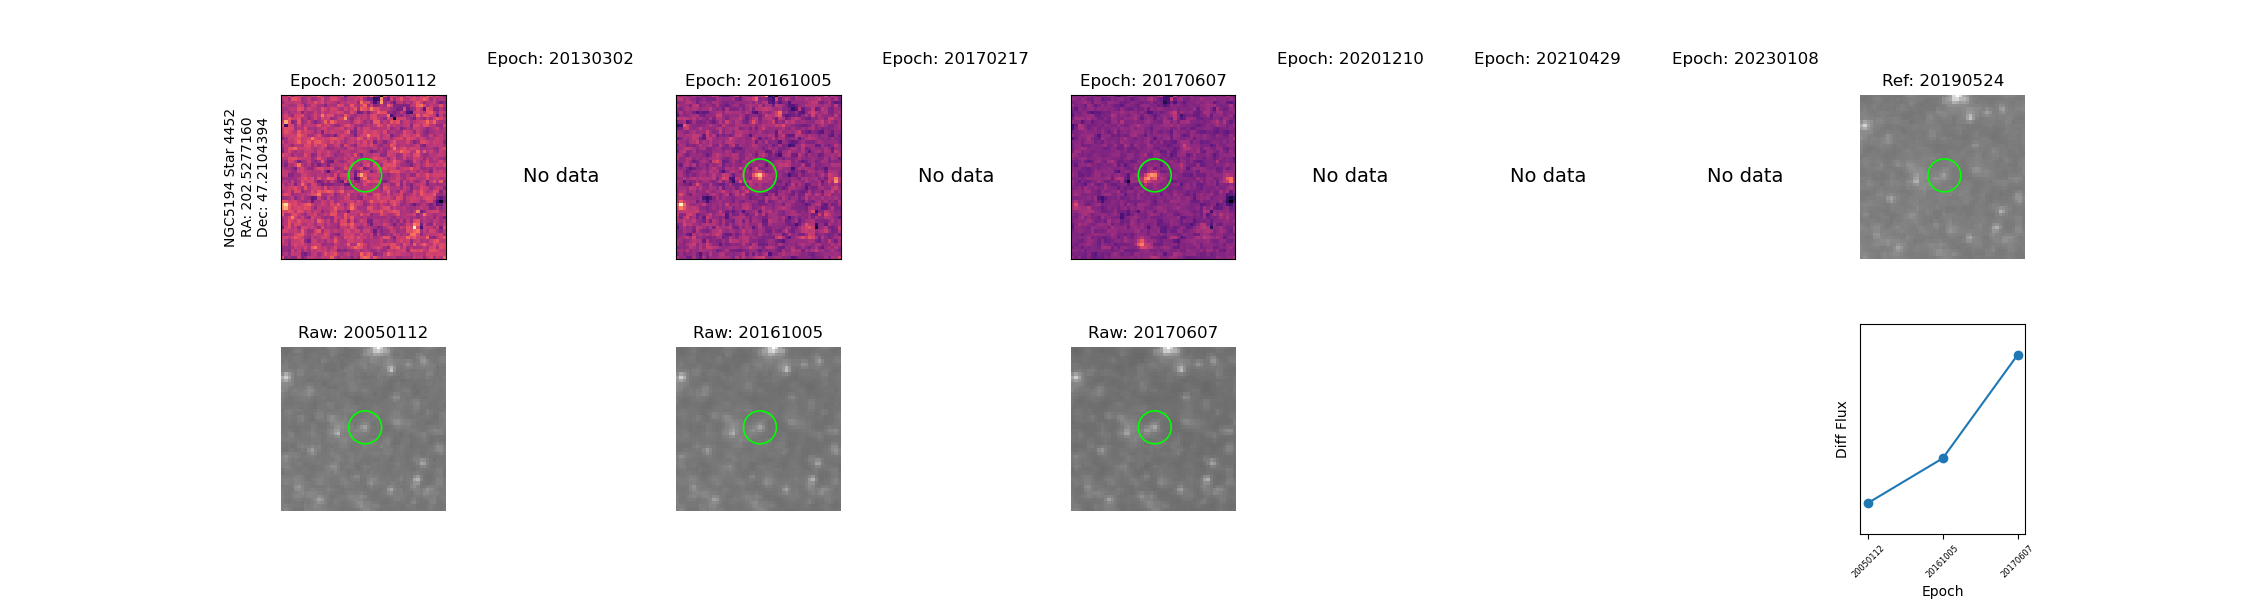 Epoch: 20130302
Epoch: 20170217
Epoch: 20201210
Epoch: 20210429
Epoch: 20230108
Epoch: 20050112
Epoch: 20161005
Epoch: 20170607
Ref: 20190524
NGC5194 Star 4452
RA: 202.5277160
Dec: 47.2104394
No data
No data
No data
No data
No data
Raw: 20050112
Raw: 20161005
Raw: 20170607
Diff Flux
20050112
20161005
20170607
Epoch